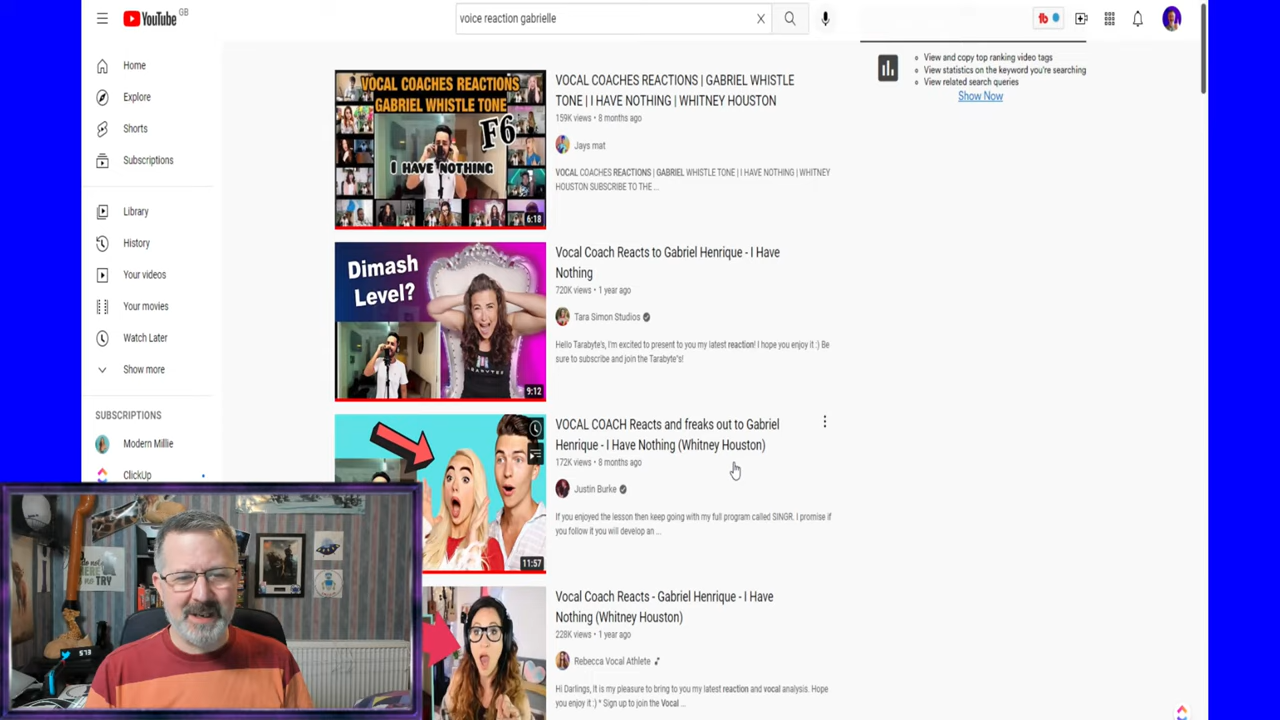 YouTube GB
voice reaction gabrielle
tb
Home
Explore
Shorts
Subscriptions
Library
History
Your videos
Your movies
Watch Later
Show more
SUBSCRIPTIONS
Modern Millie
ClickUp
View and copy top ranking video tags
View statistics on the keyword you're searching
View related search queries
Show Now
VOCAL COACHES REACTIONS
GABRIEL WHISTLE TONE
F6
I HAVE NOTHING
6:18
VOCAL COACHES REACTIONS | GABRIEL WHISTLE
TONE | I HAVE NOTHING | WHITNEY HOUSTON
159K views • 8 months ago
Jays mat
VOCAL COACHES REACTIONS | GABRIEL WHISTLE TONE | I HAVE NOTHING | WHITNEY
HOUSTON SUBSCRIBE TO THE ...
Dimash
Level?
9:12
Vocal Coach Reacts to Gabriel Henrique - I Have
Nothing
720K views • 1 year ago
Tara Simon Studios
Hello Tarabyte's, I'm excited to present to you my latest reaction! I hope you enjoy it :) Be
sure to subscribe and join the Tarabyte's!
11:57
VOCAL COACH Reacts and freaks out to Gabriel
Henrique - I Have Nothing (Whitney Houston)
172K views • 8 months ago
Justin Burke
If you enjoyed the lesson then keep going with my full program called SINGR. I promise if
you follow it you will develop an ...
Vocal Coach Reacts - Gabriel Henrique - I Have
Nothing (Whitney Houston)
228K views • 1 year ago
Rebecca Vocal Athlete
Hi Darlings, It is my pleasure to bring to you my latest reaction and vocal analysis. Hope
you enjoy it :) * Sign up to join the Vocal ...